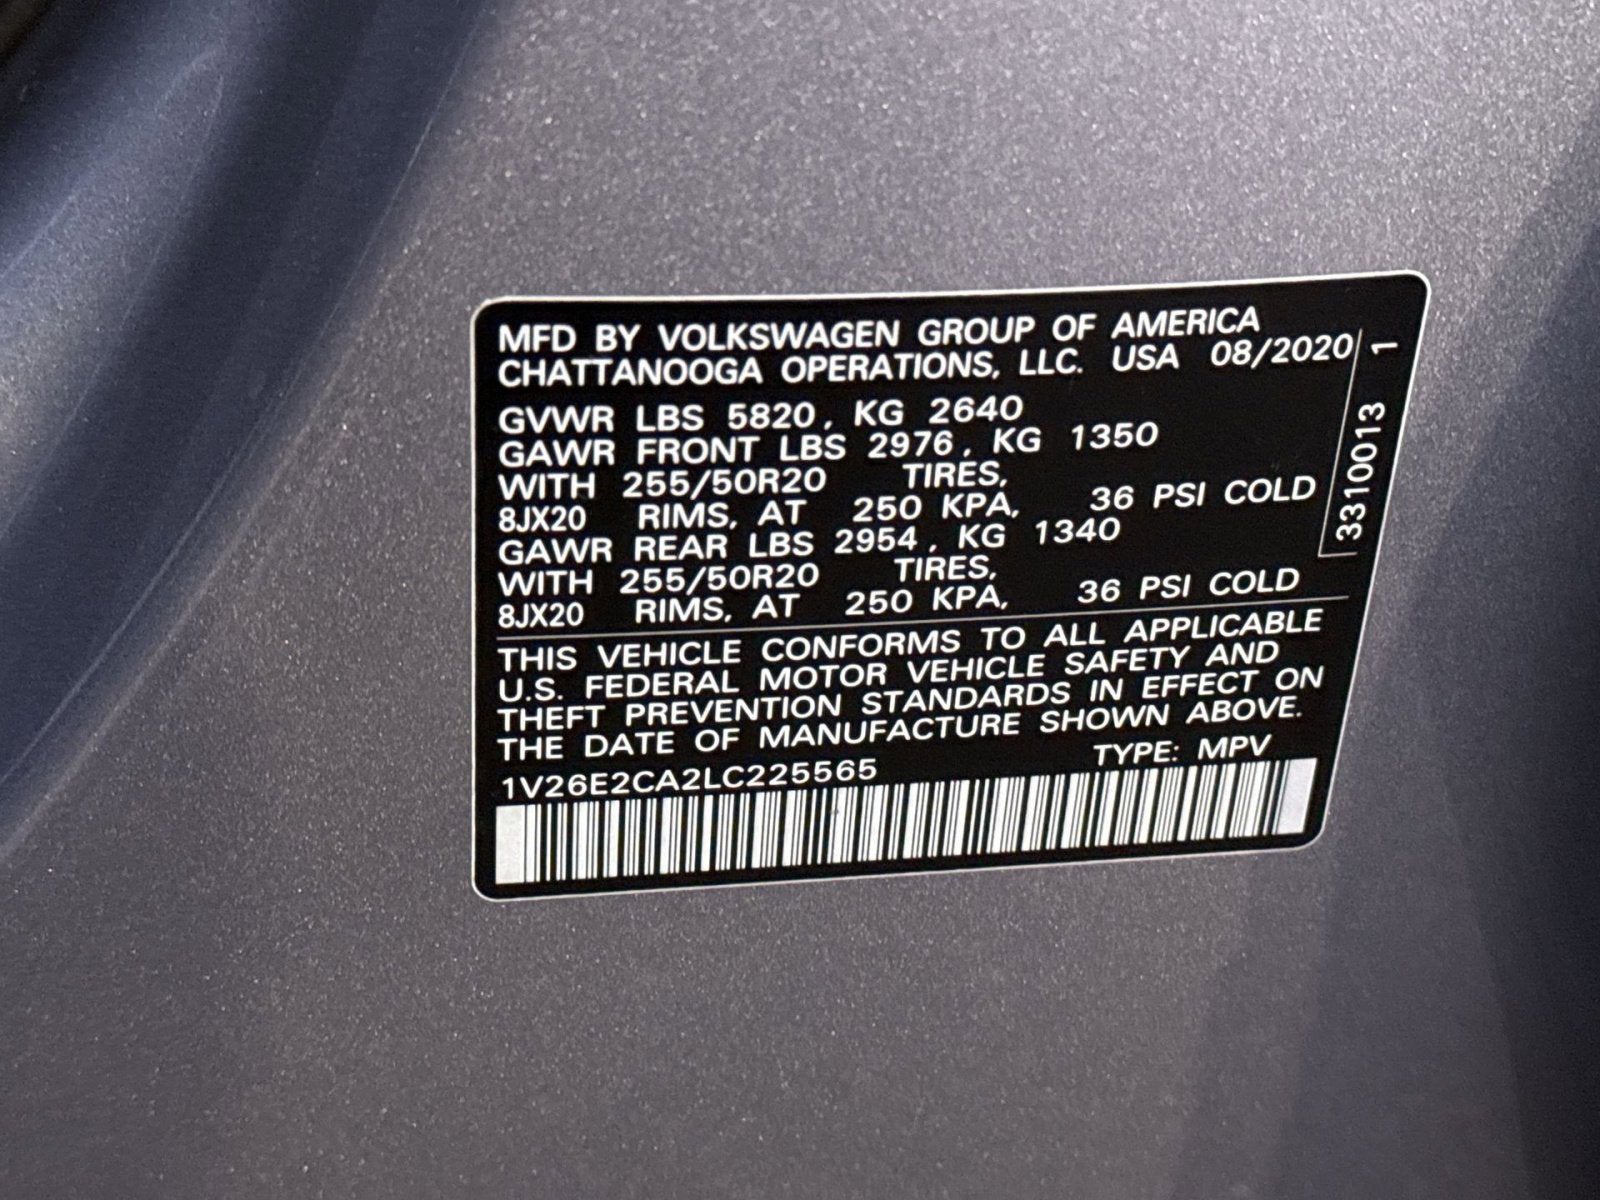 MFD BY VOLKSWAGEN GROUP OF AMERICA
CHATTANOOGA OPERATIONS, LLC. USA 08/2020
GVWR LBS 5820, KG 2640
GAWR FRONT LBS 2976, KG 1350
WITH 255/50R20 TIRES,
8JX20 RIMS, AT 250 KPA, 36 PSI COLD
GAWR REAR LBS 2954, KG 1340
WITH 255/50R20 TIRES,
8JX20 RIMS, AT 250 KPA, 36 PSI COLD
3310013 1
THIS VEHICLE CONFORMS TO ALL APPLICABLE
U.S. FEDERAL MOTOR VEHICLE SAFETY AND
THEFT PREVENTION STANDARDS IN EFFECT ON
THE DATE OF MANUFACTURE SHOWN ABOVE.
1V26E2CA2LC225565 TYPE: MPV